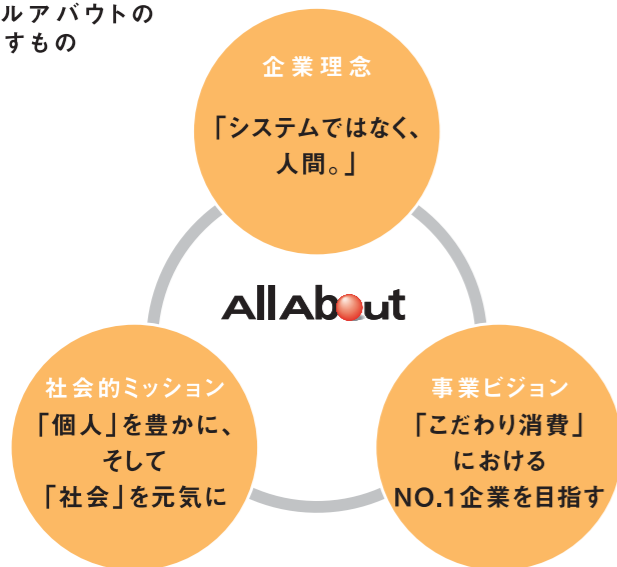 ルアバウトの
すもの
企業理念
「システムではなく、
人間。」
AllAbout
社会的ミッション
「個人」を豊かに、
そして
「社会」を元気に
事業ビジョン
「こだわり消費」
における
NO.1企業を目指す